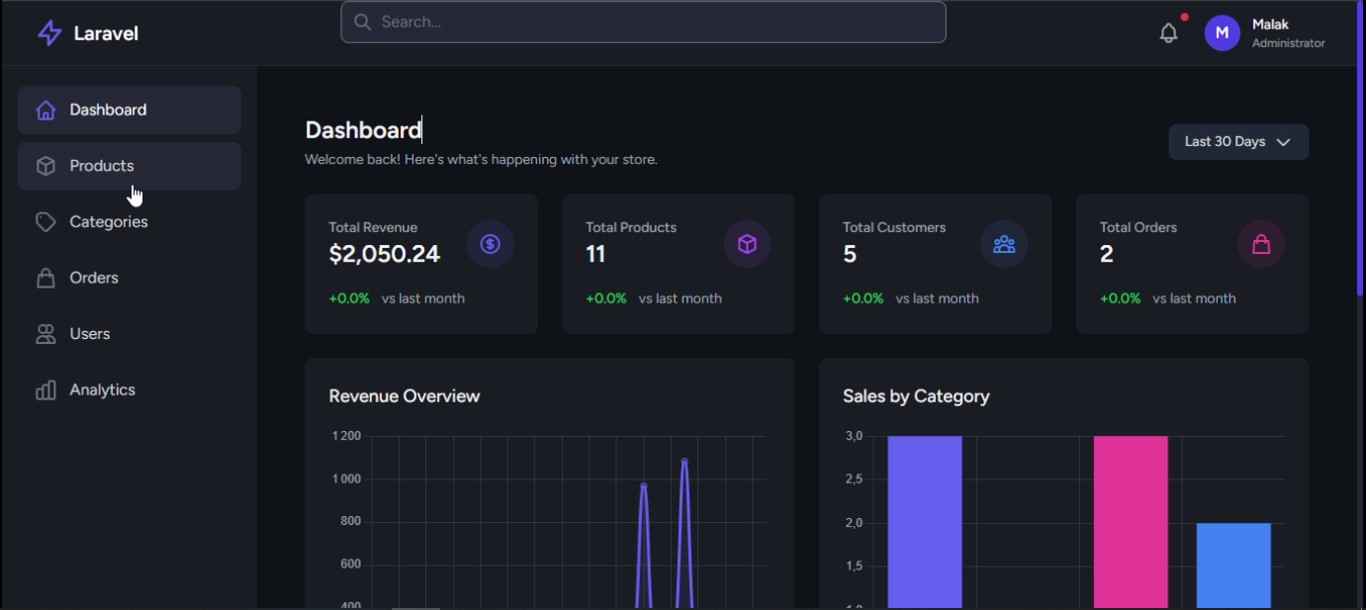 Laravel
Search...
M
Malak
Administrator
Dashboard
Products
Categories
Orders
Users
Analytics
Dashboard
Welcome back! Here's what's happening with your store.
Last 30 Days
Total Revenue
$2,050.24
+0.0% vs last month
Total Products
11
+0.0% vs last month
Total Customers
5
+0.0% vs last month
Total Orders
2
+0.0% vs last month
Revenue Overview
1 200
1 000
800
600
400
Sales by Category
3,0
2,5
2,0
1,5